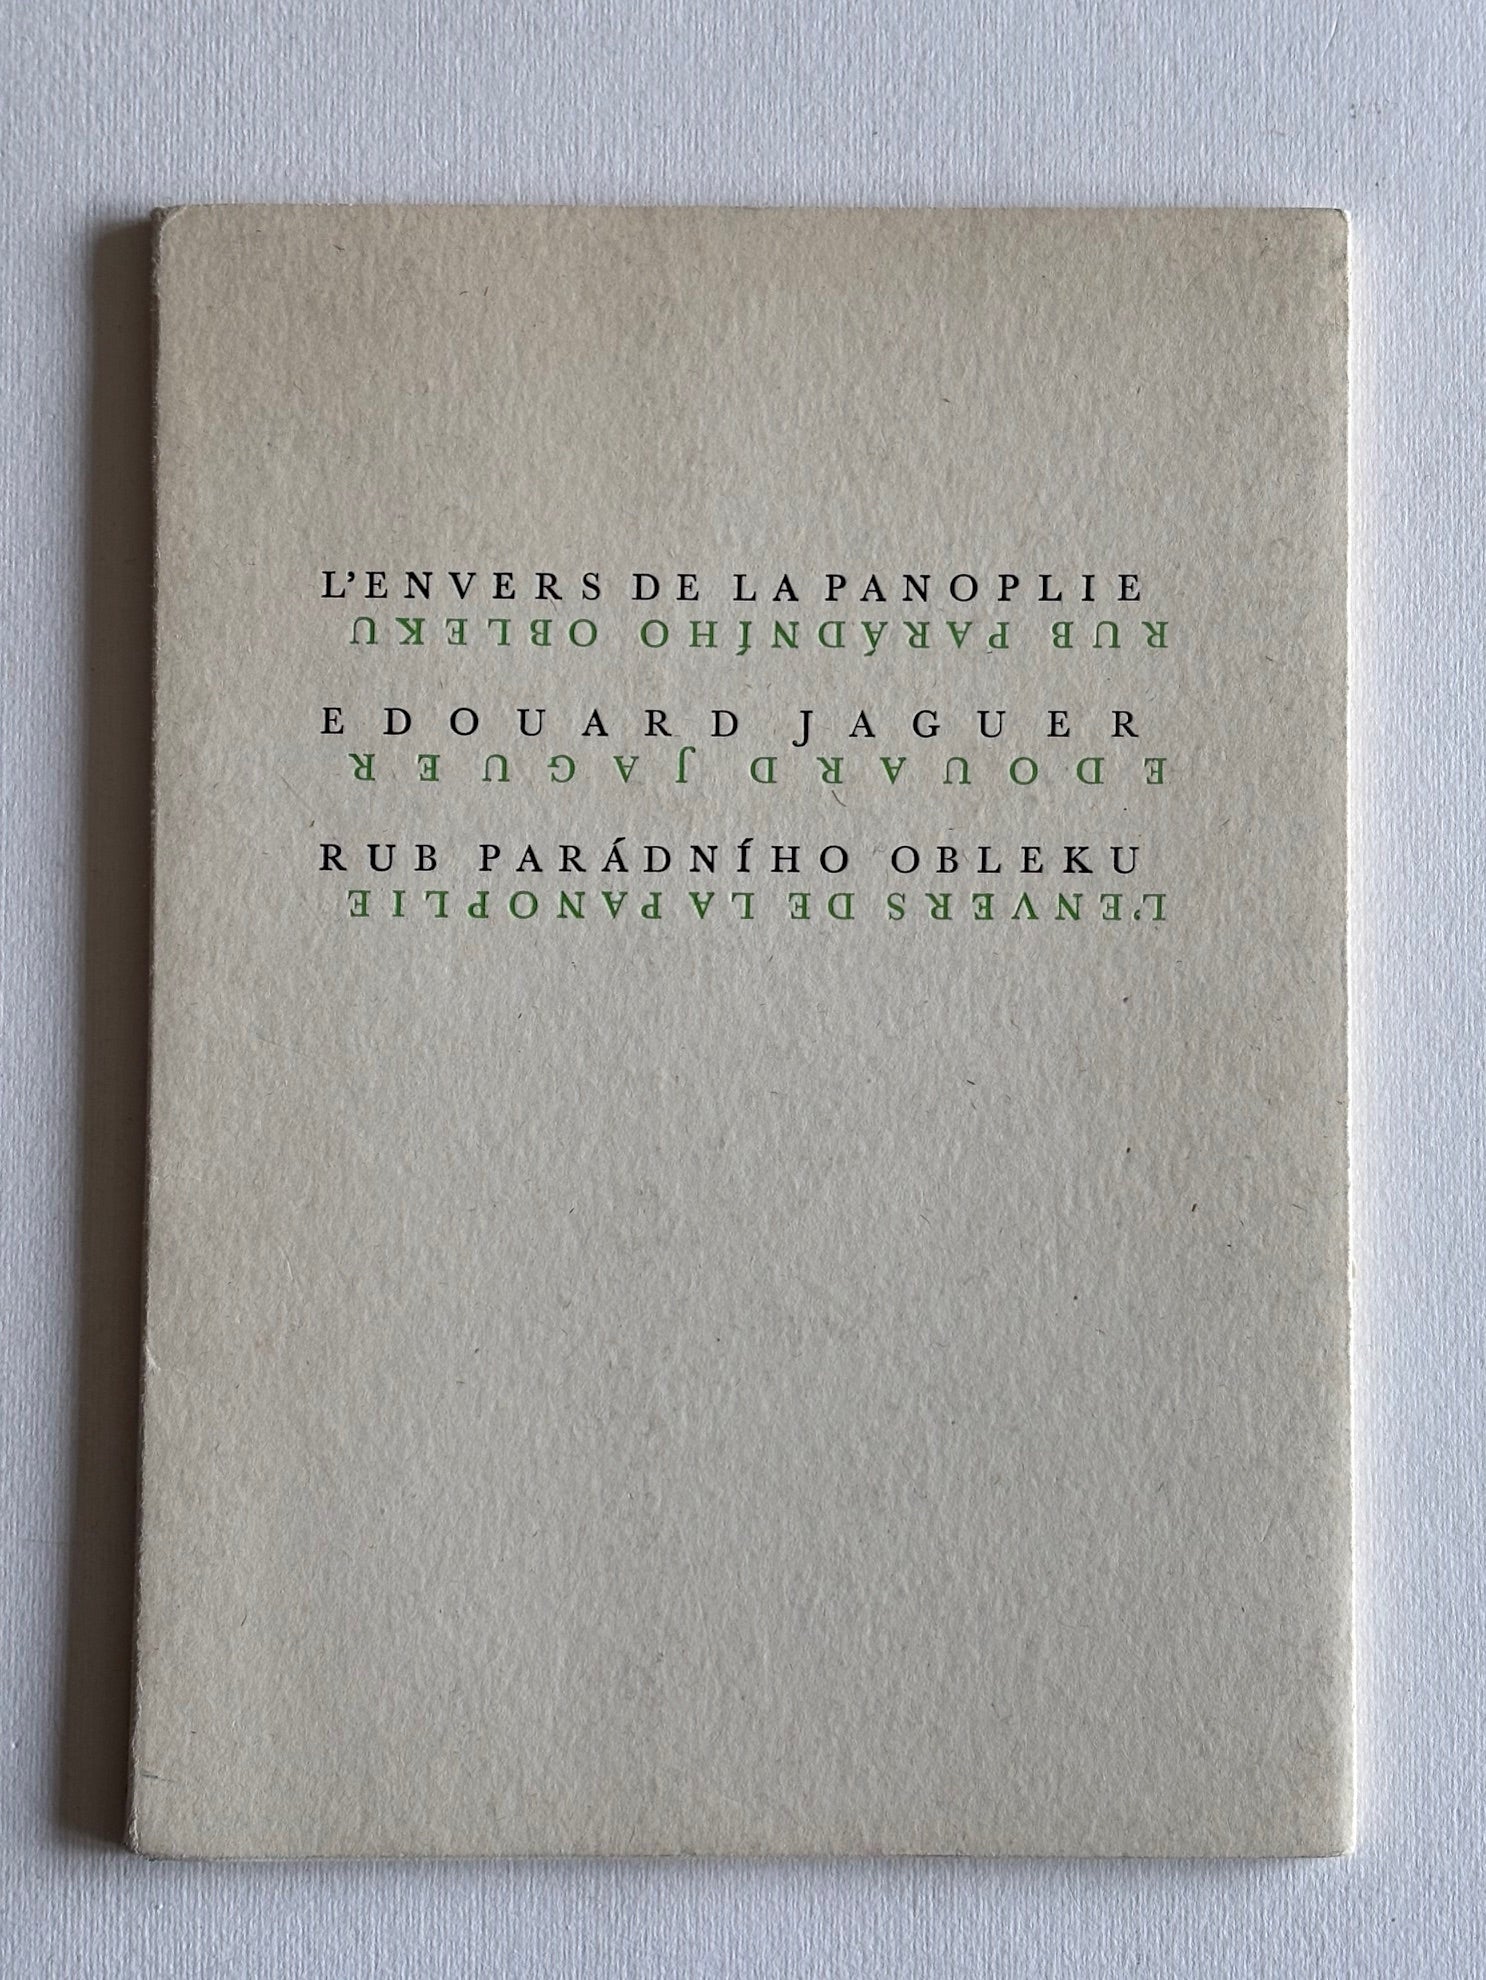 L'ENVERS DE LA PANOPLIE
RUB PARÁDNÍHO OBLEKU
EDOUARD JAGUER
EDOUARD JAGUER
RUB PARÁDNÍHO OBLEKU
L'ENVERS DE LA PANOPLIE